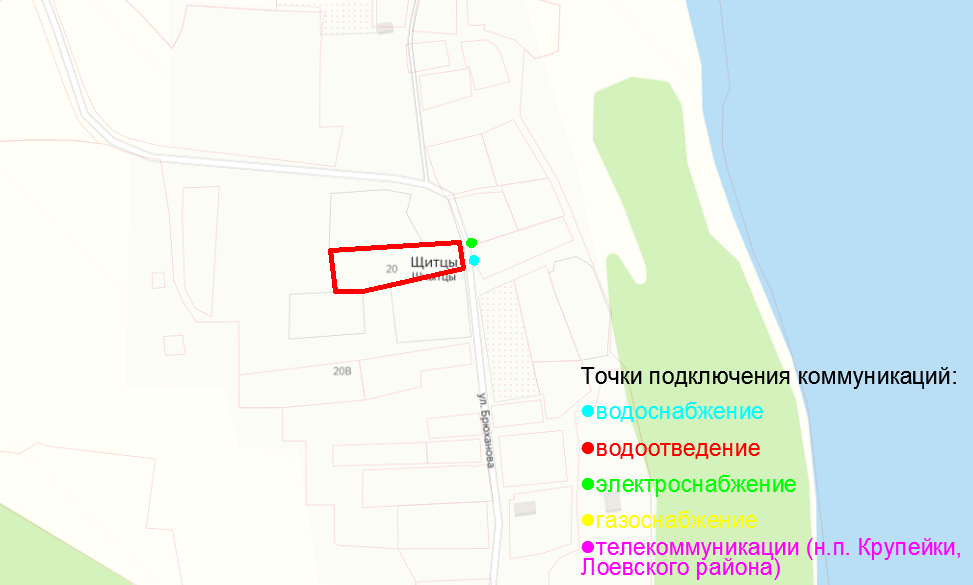 Щитцы
20
20В
ул. Брюханова
Точки подключения коммуникаций:
водоснабжение
водоотведение
электроснабжение
газоснабжение
телекоммуникации (н.п. Крупейки,
Лоевского района)